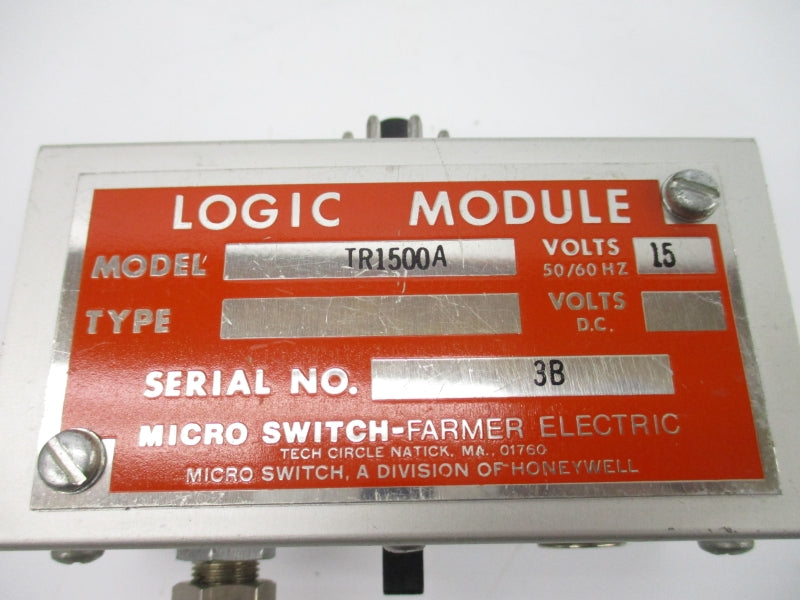 LOGIC MODULE
MODEL TR1500A VOLTS 50/60 HZ 15
TYPE VOLTS D.C.
SERIAL NO. 3B
MICRO SWITCH-FARMER ELECTRIC
TECH CIRCLE NATICK, MA., 01760
MICRO SWITCH, A DIVISION OF HONEYWELL